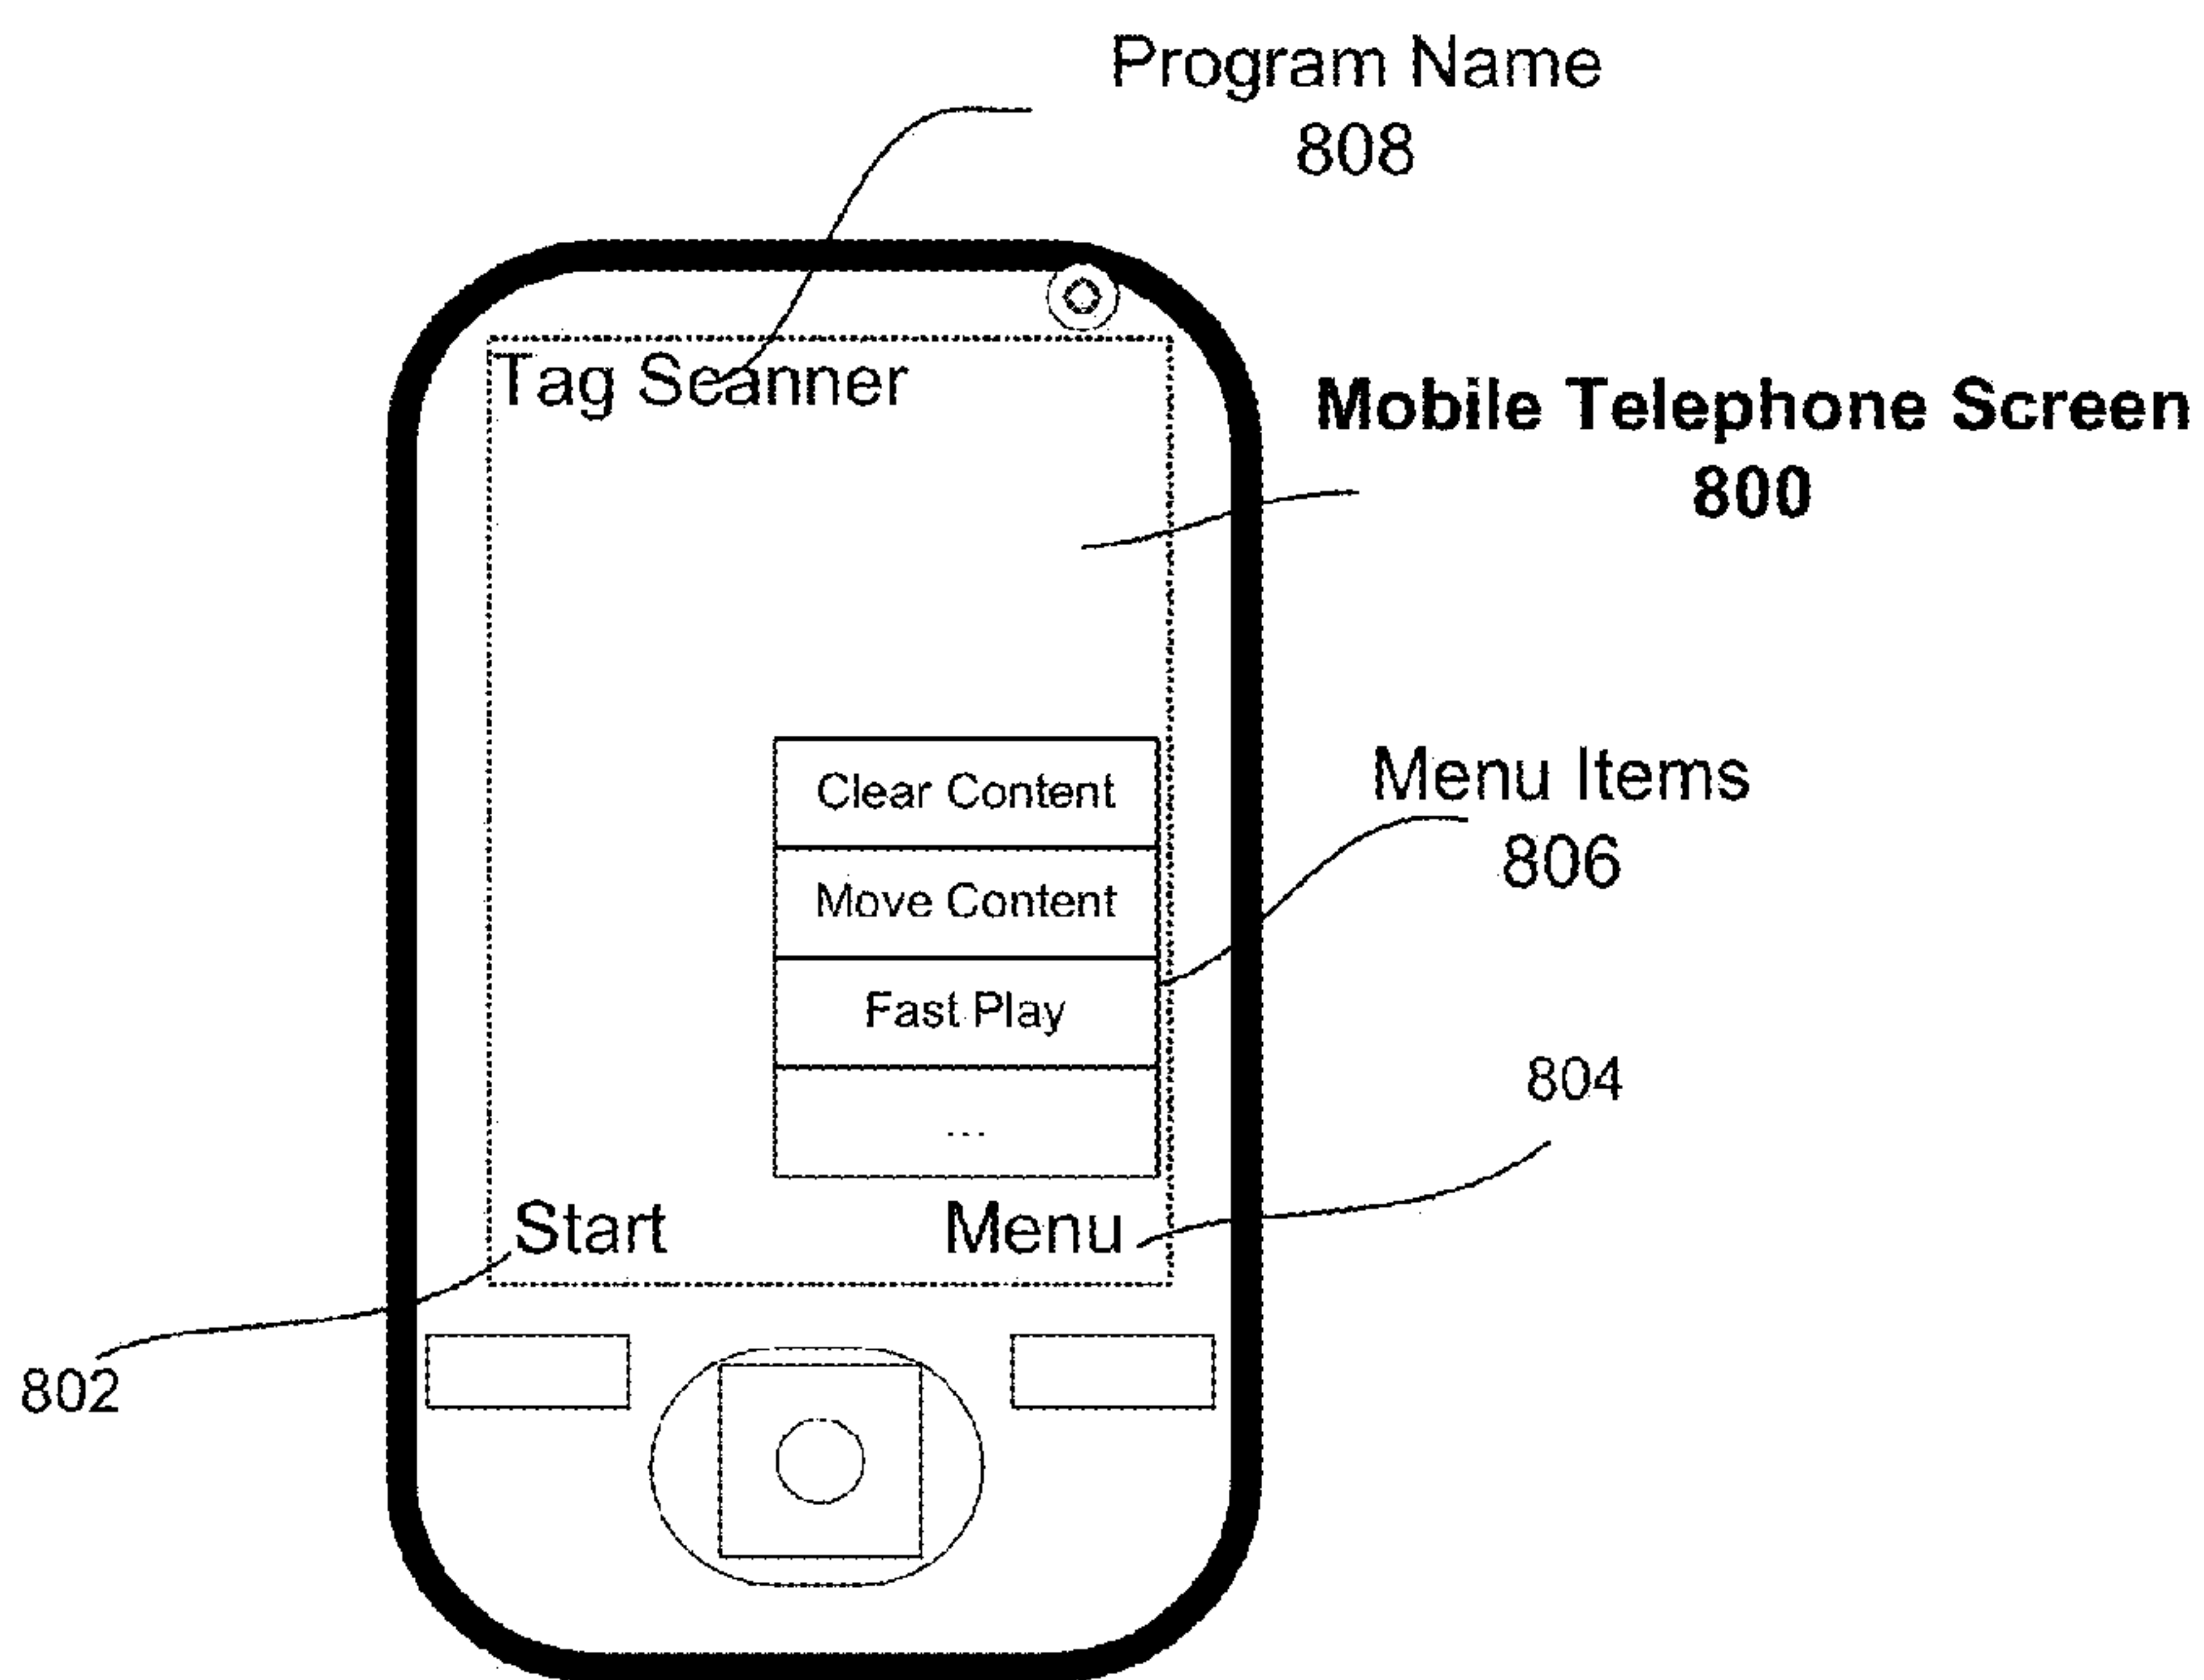 Program Name
808
Tag Scanner
Mobile Telephone Screen
800
Clear Content
Menu Items
806
Move Content
Fast Play
804
...
Start
Menu
802